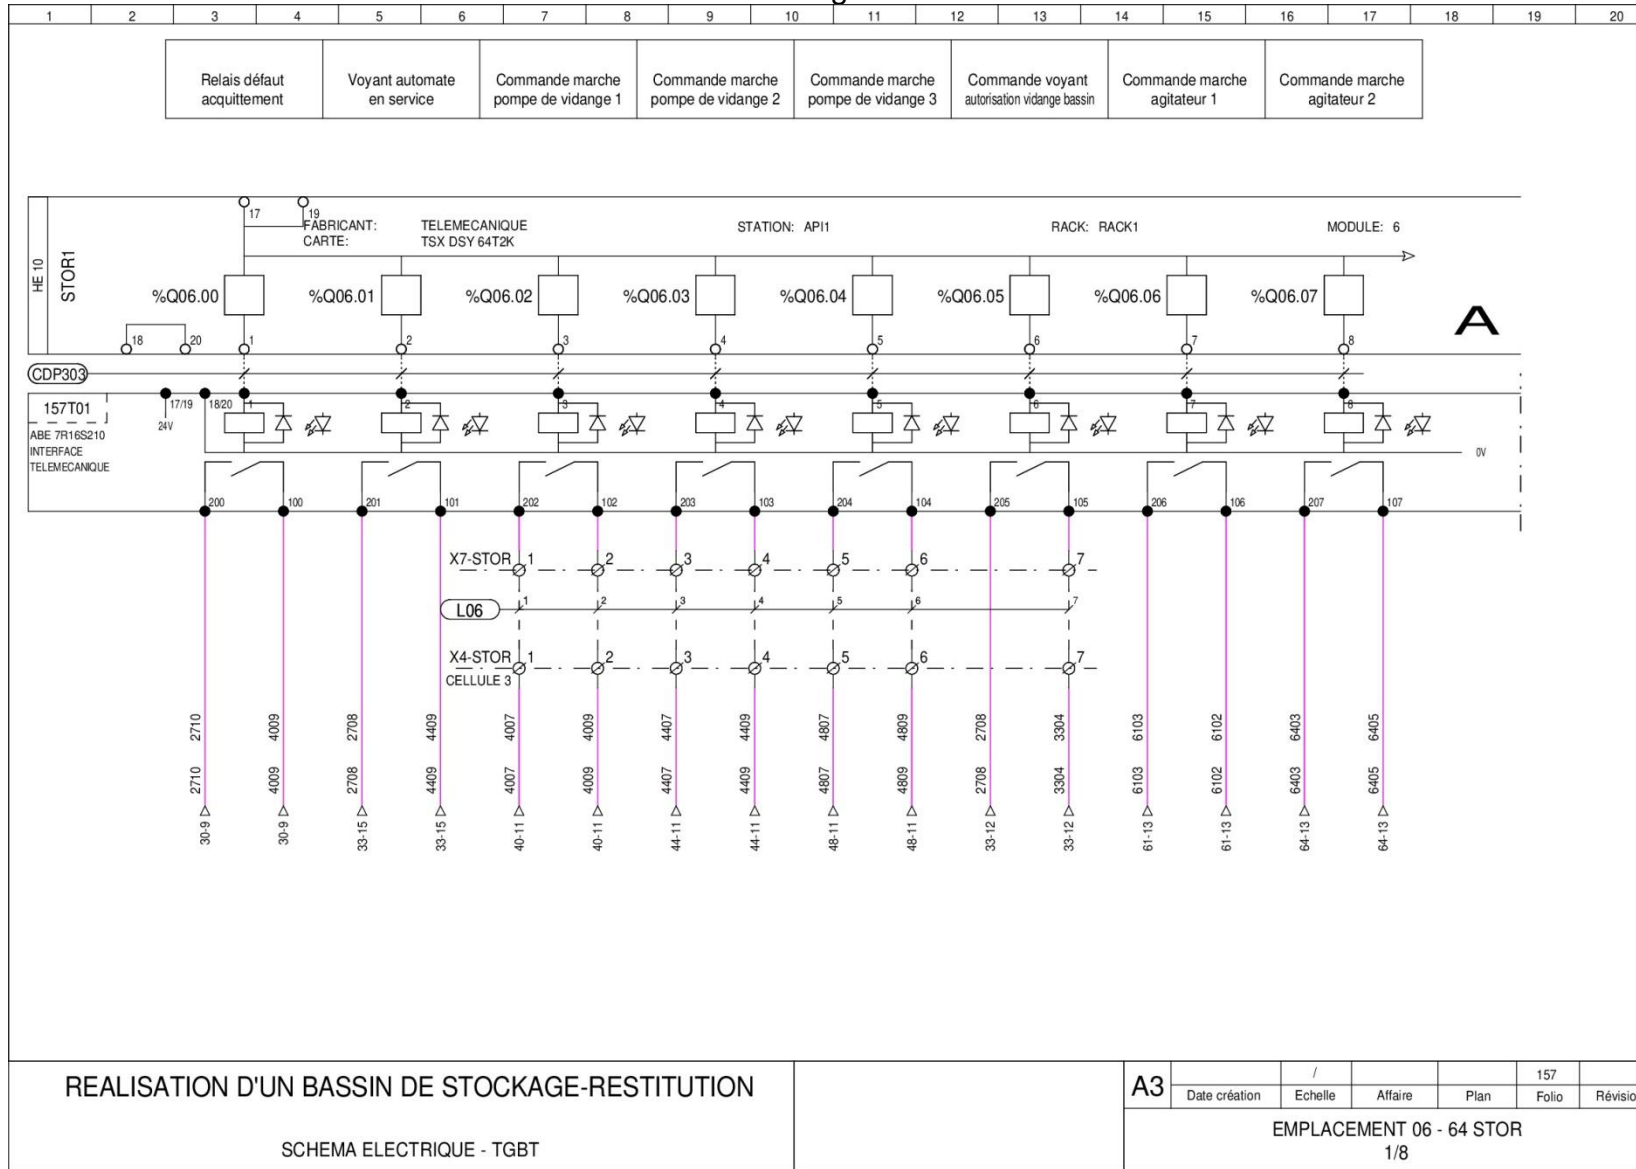 1 2 3 4 5 6 7 8 9 10 11 12 13 14 15 16 17 18 19 20
Relais défaut
acquittement
Voyant automate
en service
Commande marche
pompe de vidange 1
Commande marche
pompe de vidange 2
Commande marche
pompe de vidange 3
Commande voyant
autorisation vidange bassin
Commande marche
agitateur 1
Commande marche
agitateur 2
HE 10
STOR1
17 19
FABRICANT: TELEMECANIQUE STATION: API1 RACK: RACK1 MODULE: 6
CARTE: TSX DSY 64T2K
%Q06.00 %Q06.01 %Q06.02 %Q06.03 %Q06.04 %Q06.05 %Q06.06 %Q06.07
A
18 20 1 2 3 4 5 6 7 8
CDP303
157T01
17/19 18/20 1 2 3 4 5 6 7 8
24V
ABE 7R16S210
INTERFACE
TELEMECANIQUE
0V
200 100 201 101 202 102 203 103 204 104 205 105 206 106 207 107
X7-STOR 1 2 3 4 5 6 7
L06 1 2 3 4 5 6 7
X4-STOR 1 2 3 4 5 6 7
CELLULE 3
2710 4009 2708 4409 4007 4009 4407 4409 4807 4809 2708 3304 6103 6102 6403 6405
2710 4009 2708 4409 4007 4009 4407 4409 4807 4809 2708 3304 6103 6102 6403 6405
30-9 30-9 33-15 33-15 40-11 40-11 44-11 44-11 48-11 48-11 33-12 33-12 61-13 61-13 64-13 64-13
REALISATION D'UN BASSIN DE STOCKAGE-RESTITUTION
SCHEMA ELECTRIQUE - TGBT
A3
/ 157
Date création Echelle Affaire Plan Folio Révisio
EMPLACEMENT 06 - 64 STOR
1/8